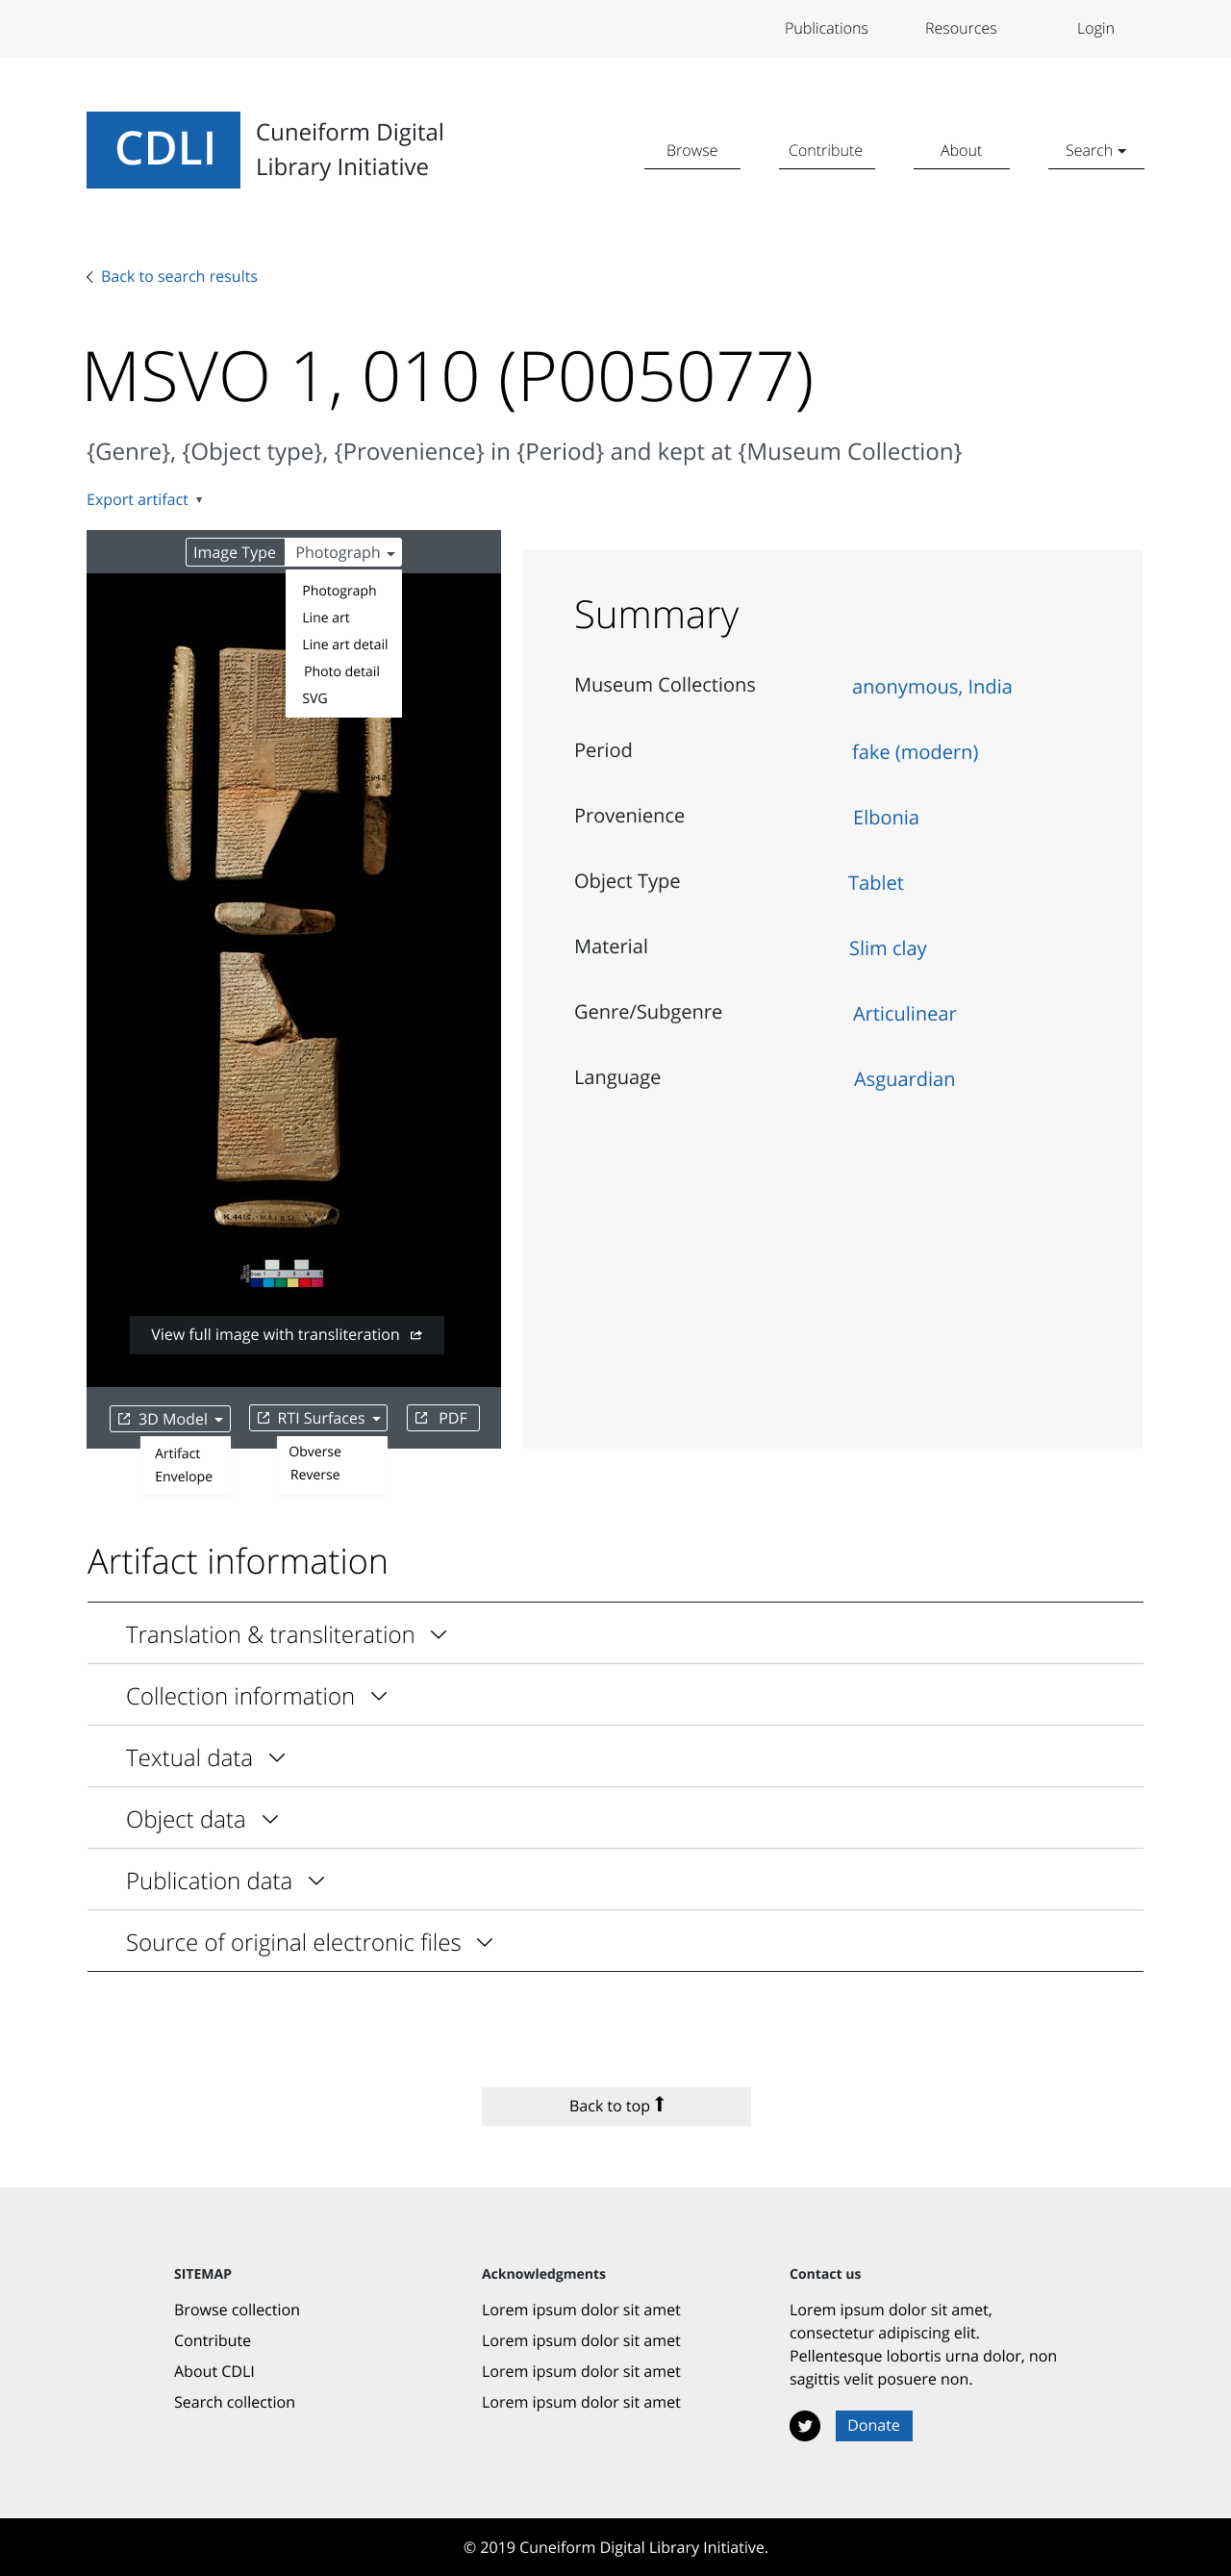 Publications Resources Login
CDLI
Cuneiform Digital
Library Initiative
Browse Contribute About Search
Back to search results
MSVO 1, 010 (P005077)
{Genre}, {Object type}, {Provenience} in {Period} and kept at {Museum Collection}
Export artifact
Image Type Photograph
Photograph
Line art
Line art detail
Photo detail
SVG
View full image with transliteration
3D Model RTI Surfaces PDF
Artifact
Envelope
Obverse
Reverse
Summary
Museum Collections anonymous, India
Period fake (modern)
Provenience Elbonia
Object Type Tablet
Material Slim clay
Genre/Subgenre Articulinear
Language Asguardian
Artifact information
Translation & transliteration
Collection information
Textual data
Object data
Publication data
Source of original electronic files
Back to top
SITEMAP
Browse collection
Contribute
About CDLI
Search collection
Acknowledgments
Lorem ipsum dolor sit amet
Lorem ipsum dolor sit amet
Lorem ipsum dolor sit amet
Lorem ipsum dolor sit amet
Contact us
Lorem ipsum dolor sit amet,
consectetur adipiscing elit.
Pellentesque lobortis urna dolor, non
sagittis velit posuere non.
Donate
© 2019 Cuneiform Digital Library Initiative.